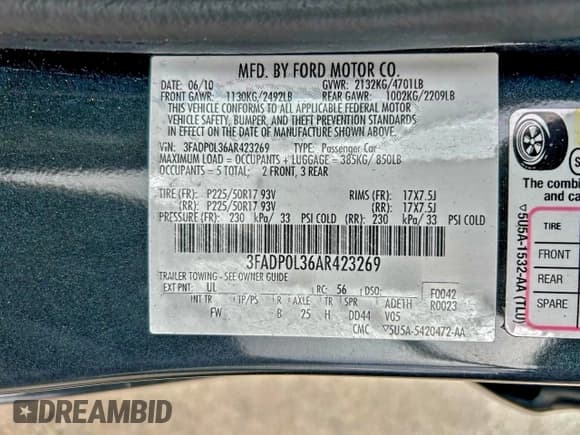 MFD. BY FORD MOTOR CO.
DATE: 06/10 GVWR: 2132KG/4701LB
FRONT GAWR: 1130KG/2492LB REAR GAWR: 1002KG/2209LB
THIS VEHICLE CONFORMS TO ALL APPLICABLE FEDERAL MOTOR
VEHICLE SAFETY, BUMPER, AND THEFT PREVENTION STANDARDS
IN EFFECT ON THE DATE OF MANUFACTURE SHOWN ABOVE.
VIN: 3FADP0L36AR423269 TYPE: Passenger Car
MAXIMUM LOAD = OCCUPANTS + LUGGAGE = 385KG/850LB
OCCUPANTS = 5 TOTAL: 2 FRONT, 3 REAR
TIRE (FR): P225/50R17 93V RIMS (FR): 17X7.5J
(RR): P225/50R17 93V (RR): 17X7.5J
PRESSURE (FR): 230 kPa/33 PSI COLD (RR): 230 kPa/33 PSI COLD
3FADP0L36AR423269
TRAILER TOWING - SEE OWNER GUIDE
EXT PNT: UL RC: 56 DSO: F0042
R0023
INT TR TP/PS R AXLE TR SPR ADE1H
FW B 25 H DD44 V05
CMC ▽5U5A-5420472-AA
The combin
and ca
TIRE
FRONT
REAR
SPARE
▽5U5A-1532-AA (TLU)
DREAMBID